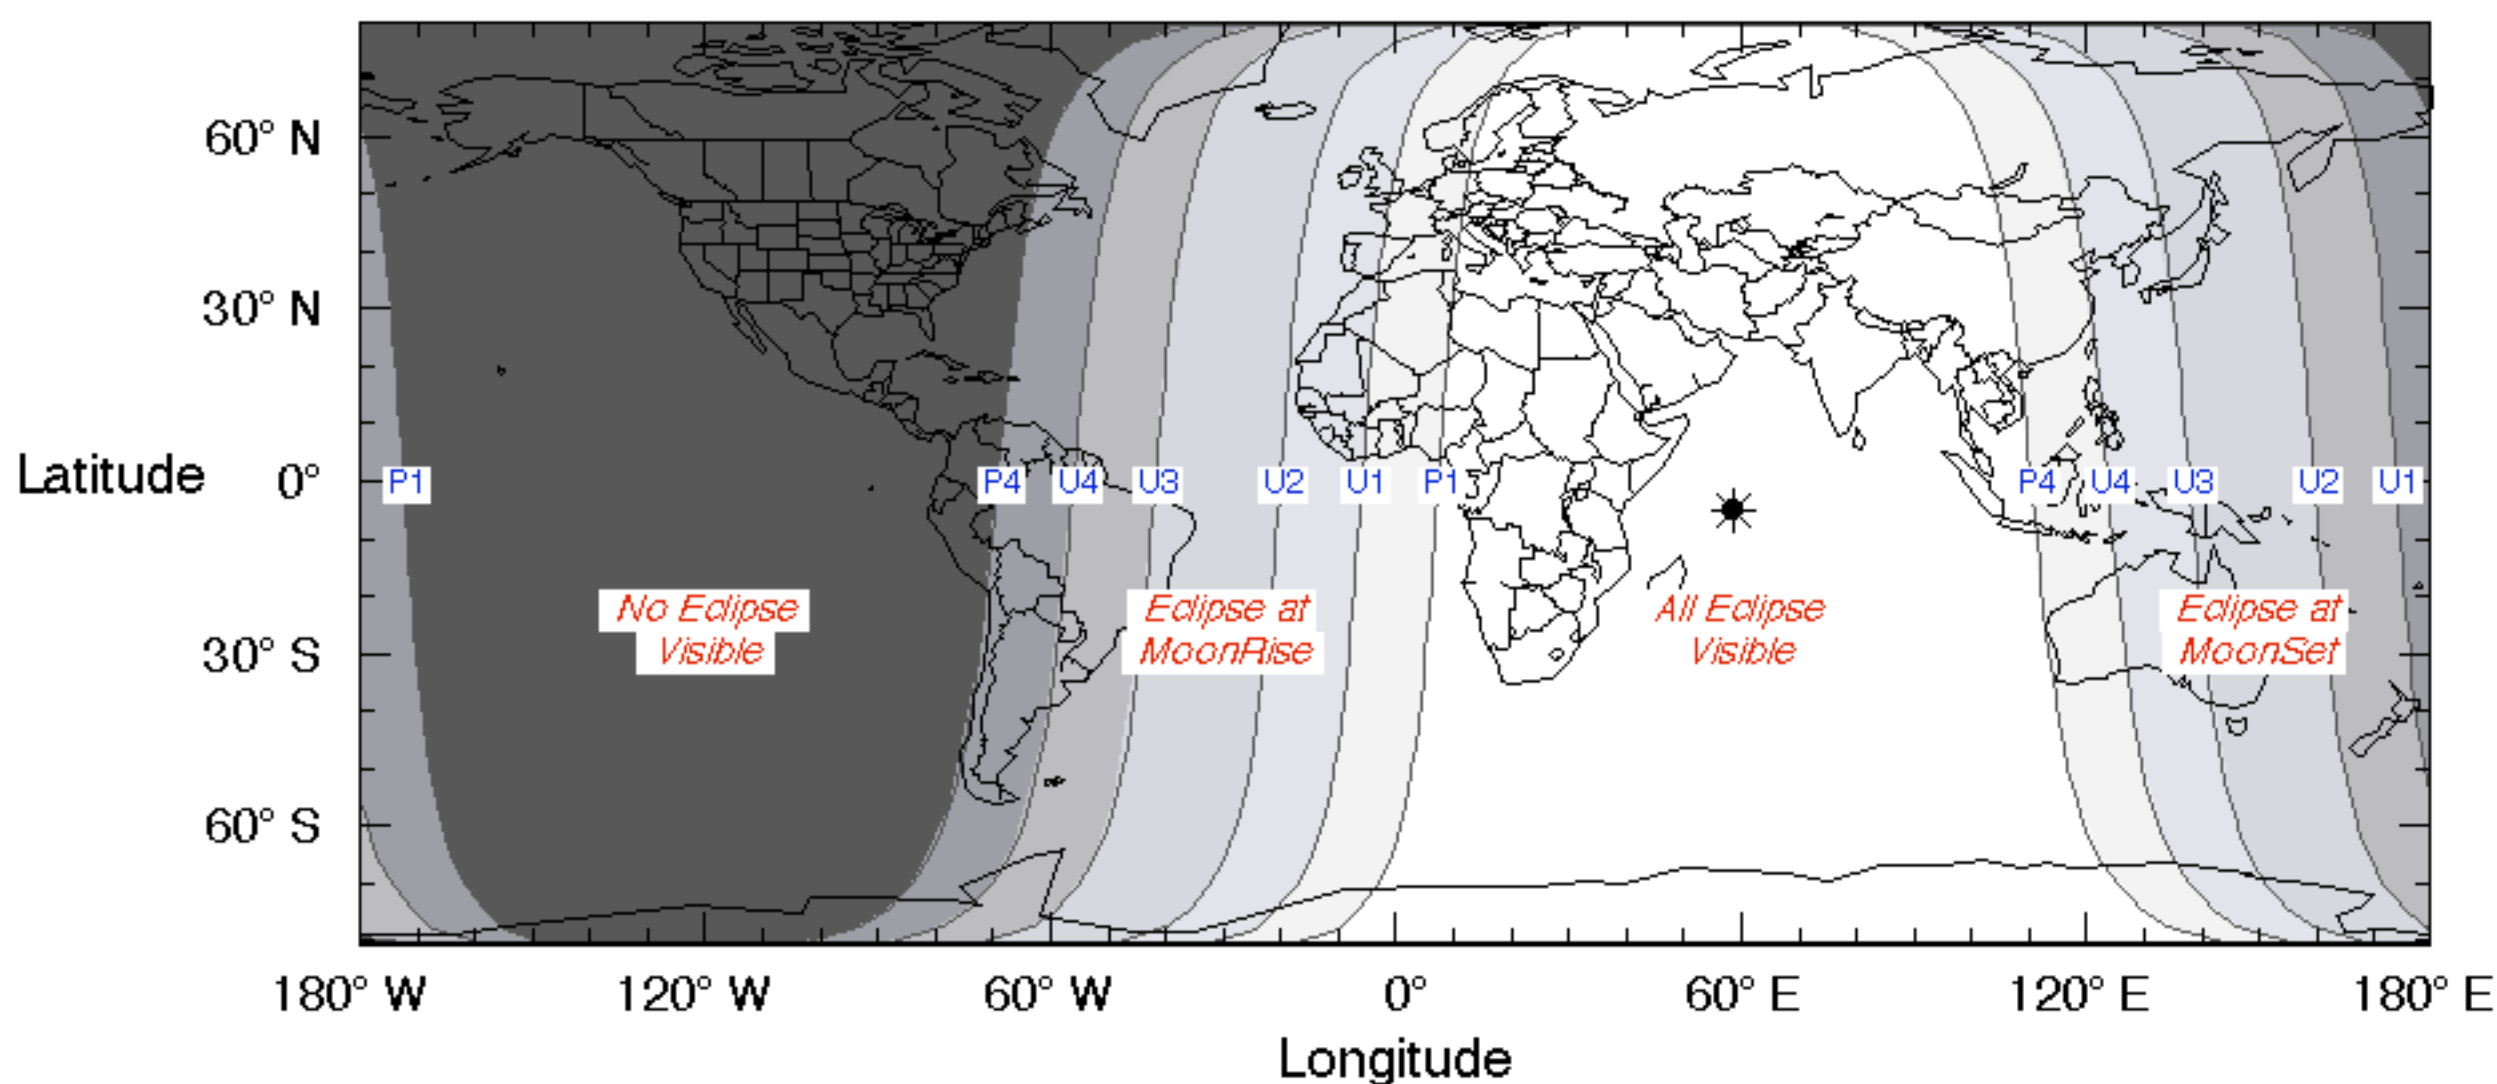 60° N
30° N
Latitude 0° P1 P4 U4 U3 U2 U1 P1 P4 U4 U3 U2 U1
No Eclipse
Visible
Eclipse at
MoonRise
All Eclipse
Visible
Eclipse at
MoonSet
30° S
60° S
180° W 120° W 60° W 0° 60° E 120° E 180° E
Longitude